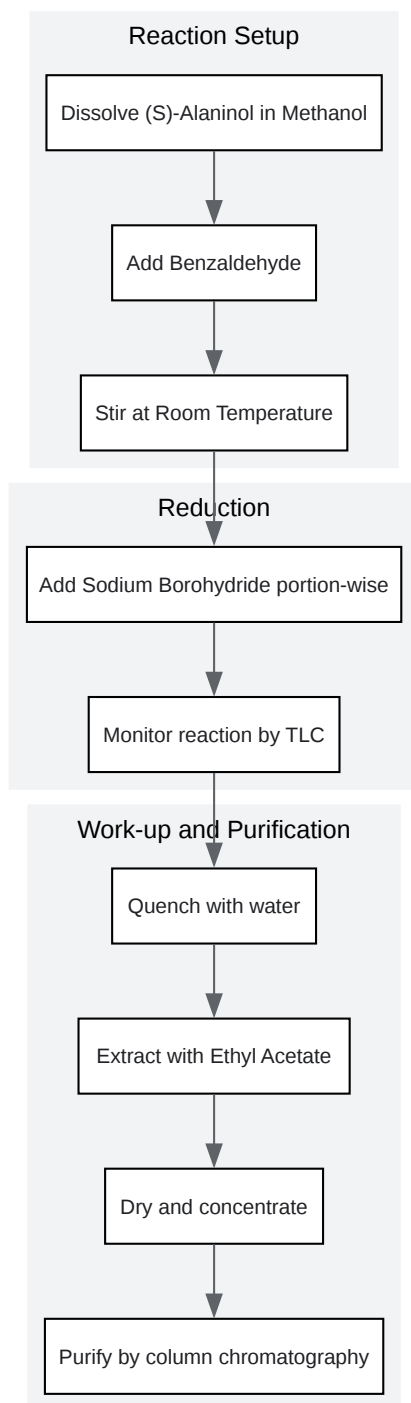 Reaction Setup
Dissolve (S)-Alaninol in Methanol
Add Benzaldehyde
Stir at Room Temperature
Reduction
Add Sodium Borohydride portion-wise
Monitor reaction by TLC
Work-up and Purification
Quench with water
Extract with Ethyl Acetate
Dry and concentrate
Purify by column chromatography